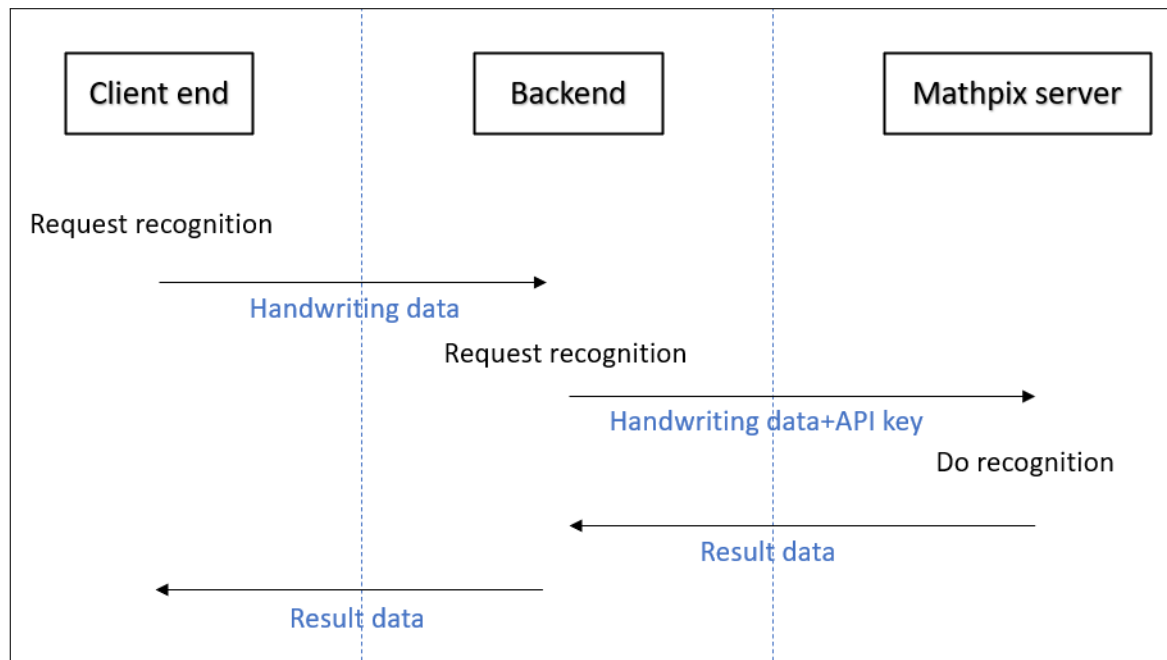 Client end
Backend
Mathpix server
Request recognition
Handwriting data
Request recognition
Handwriting data+API key
Do recognition
Result data
Result data